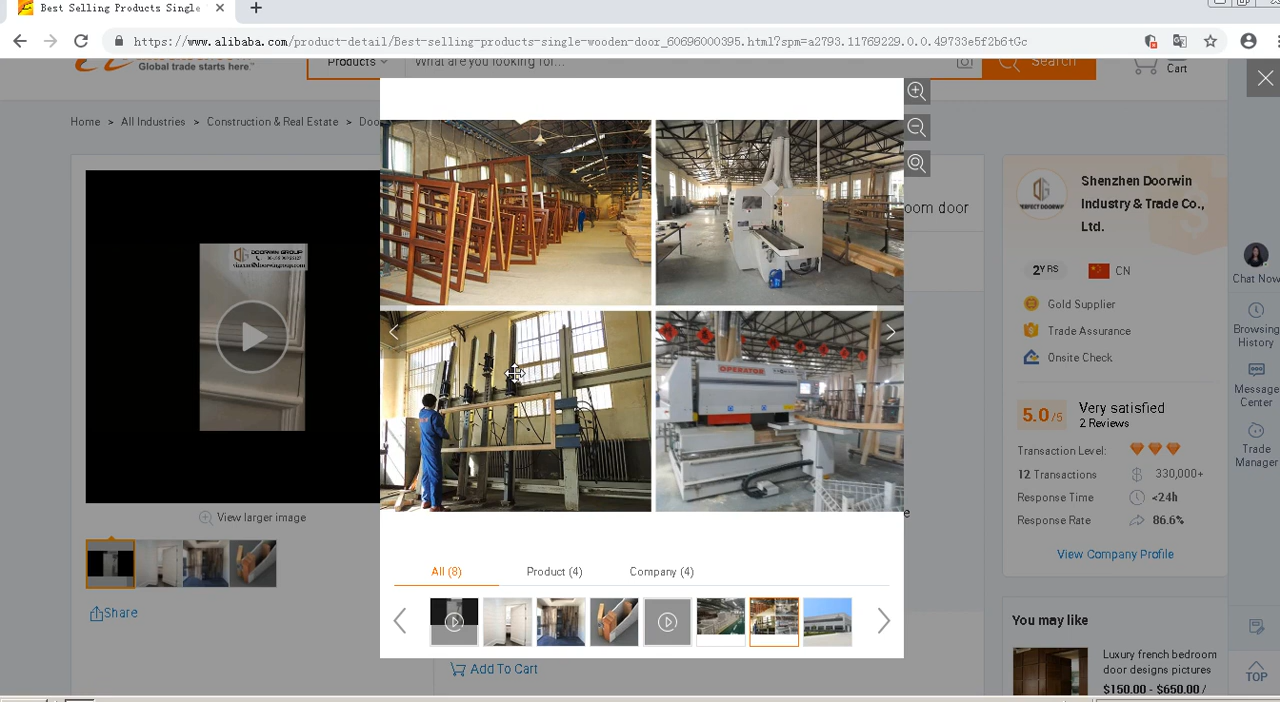 Best Selling Products Single
https://www.alibaba.com/product-detail/Best-selling-products-single-wooden-door_60696000395.html?spm=a2793.11769229.0.0.49733e5f2b6tGc
Global trade starts here™
Products
What are you looking for...
Search
Cart
Home > All Industries > Construction & Real Estate >
oom door
DOORWIN GROUP
View larger image
Share
OPERATOR
All (8)
Product (4)
Company (4)
Add To Cart
Shenzhen Doorwin
Industry & Trade Co.,
Ltd.
2 YRS
CN
Gold Supplier
Trade Assurance
Onsite Check
5.0/5
Very satisfied
2 Reviews
Transaction Level:
12 Transactions
330,000+
Response Time
<24h
Response Rate
86.6%
View Company Profile
You may like
Luxury french bedroom
door designs pictures
$150.00 - $650.00 /
Chat Now
Browsing
History
Message
Center
Trade
Manager
TOP